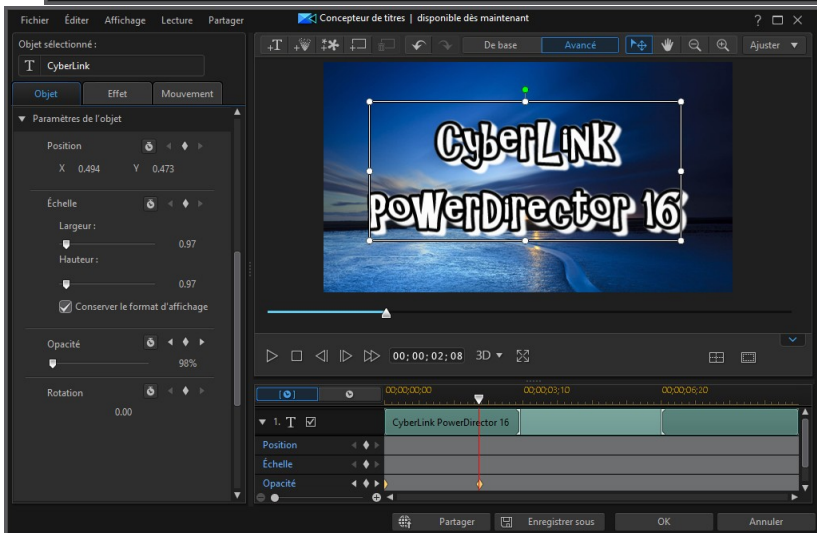 Fichier Éditer Affichage Lecture Partager
Concepteur de titres | disponible dès maintenant
? □ X
Objet sélectionné :
T CyberLink
+T De base Avancé Ajuster
Objet Effet Mouvement
Paramètres de l'objet
Position
X 0.494 Y 0.473
Échelle
Largeur :
0.97
Hauteur :
0.97
Conserver le format d'affichage
Opacité
98%
Rotation
0.00
CyberLink
PowerDirector 16
00;00;02;08 3D
00;00;00;00 00;00;03;10 00;00;06;20
1. T CyberLink PowerDirector 16
Position
Échelle
Opacité
Partager Enregistrer sous OK Annuler